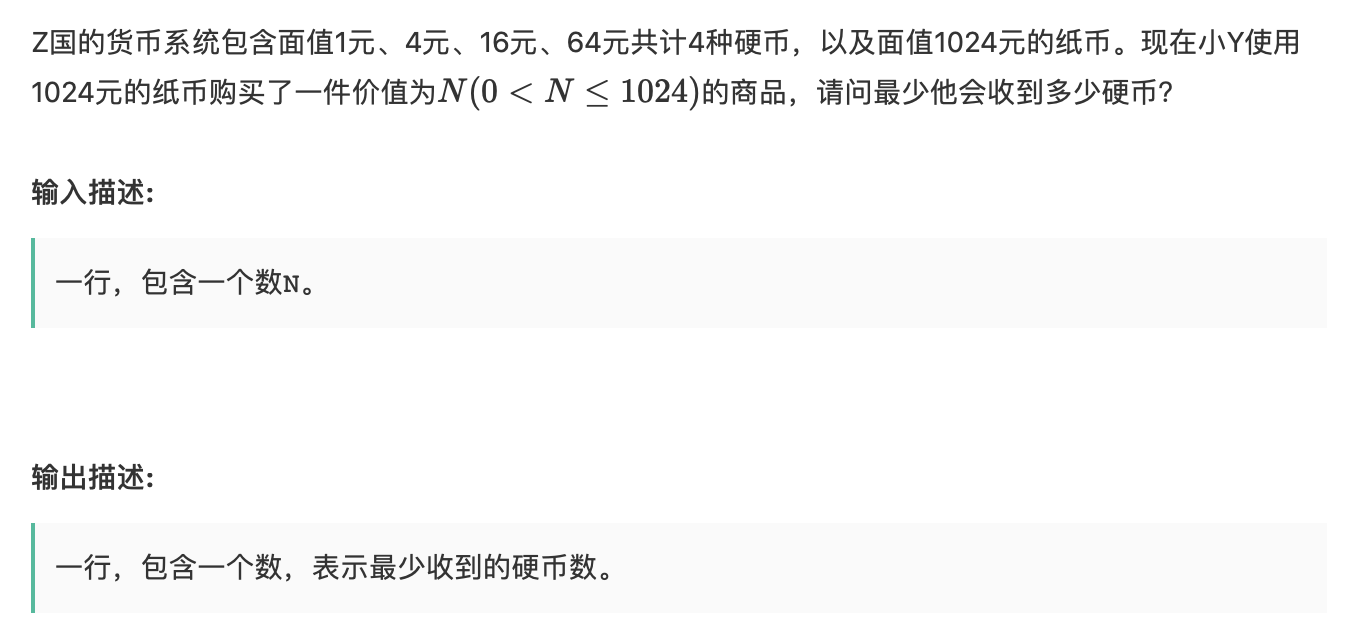 Z国的货币系统包含面值1元、4元、16元、64元共计4种硬币，以及面值1024元的纸币。现在小Y使用
1024元的纸币购买了一件价值为N(0 < N ≤ 1024)的商品，请问最少他会收到多少硬币？
输入描述:
一行，包含一个数N。
输出描述:
一行，包含一个数，表示最少收到的硬币数。